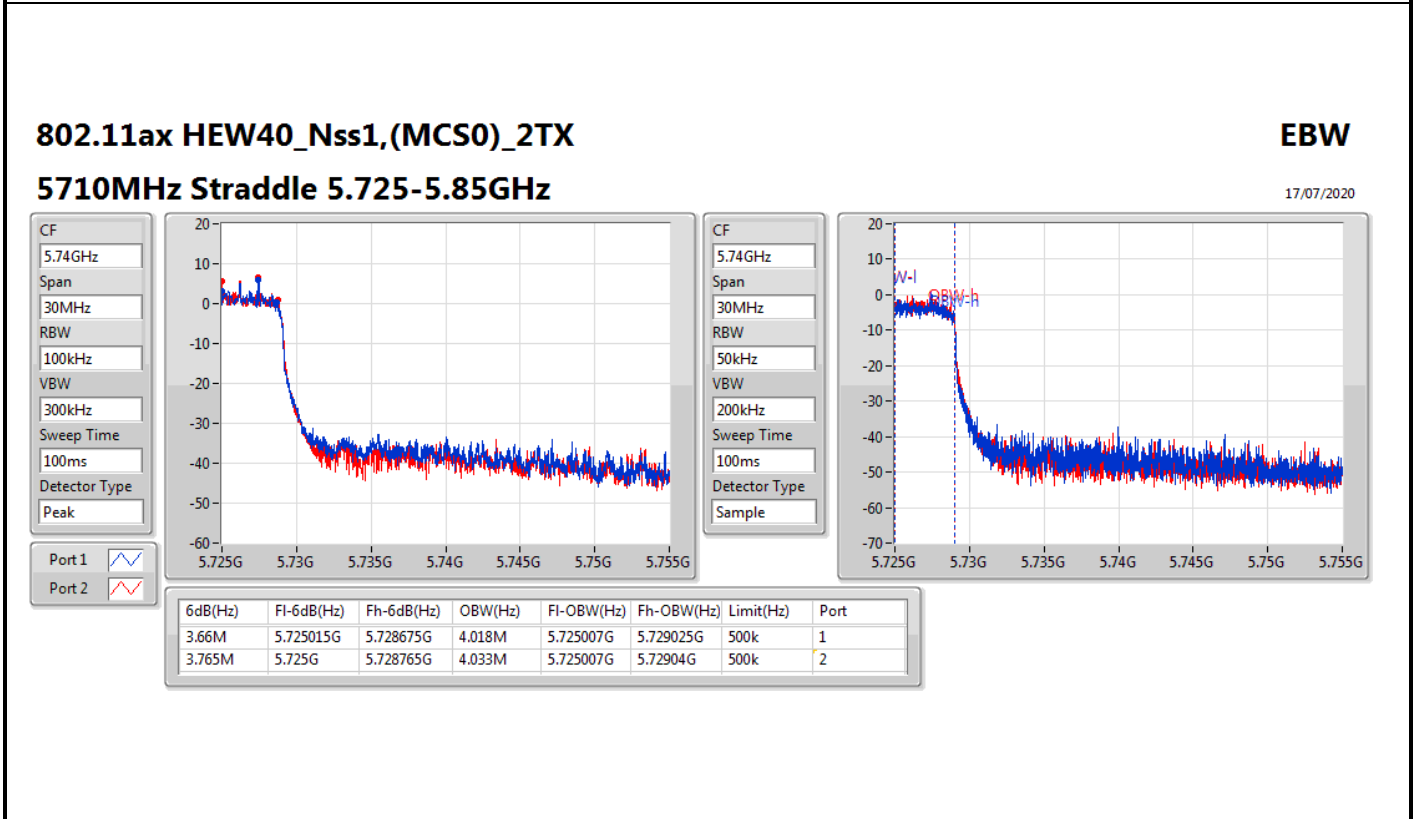 802.11ax HEW40_Nss1,(MCS0)_2TX
EBW
5710MHz Straddle 5.725-5.85GHz
17/07/2020
CF
5.74GHz
Span
30MHz
RBW
100kHz
VBW
300kHz
Sweep Time
100ms
Detector Type
Peak
Port 1
Port 2
20
10
0
-10
-20
-30
-40
-50
-60
5.725G 5.73G 5.735G 5.74G 5.745G 5.75G 5.755G
CF
5.74GHz
Span
30MHz
RBW
50kHz
VBW
200kHz
Sweep Time
100ms
Detector Type
Sample
20
10
0
-10
-20
-30
-40
-50
-60
-70
W-l
OBW-h
OBW-h
5.725G 5.73G 5.735G 5.74G 5.745G 5.75G 5.755G
6dB(Hz) Fl-6dB(Hz) Fh-6dB(Hz) OBW(Hz) Fl-OBW(Hz) Fh-OBW(Hz) Limit(Hz) Port
3.66M 5.725015G 5.728675G 4.018M 5.725007G 5.729025G 500k 1
3.765M 5.725G 5.728765G 4.033M 5.725007G 5.72904G 500k 2